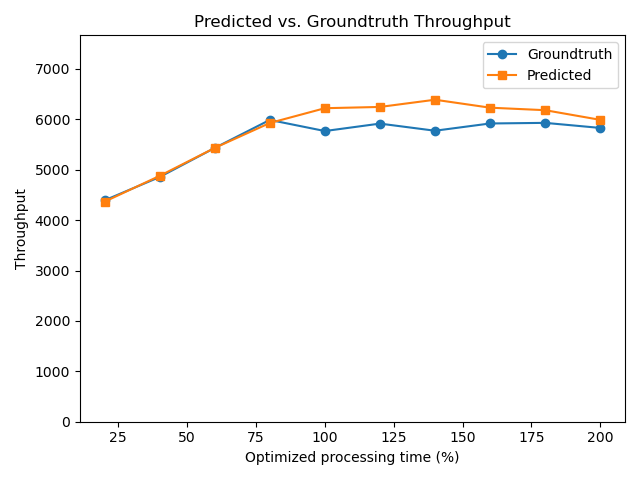 Predicted vs. Groundtruth Throughput
Groundtruth
Predicted
Throughput
7000
6000
5000
4000
3000
2000
1000
0
25 50 75 100 125 150 175 200
Optimized processing time (%)